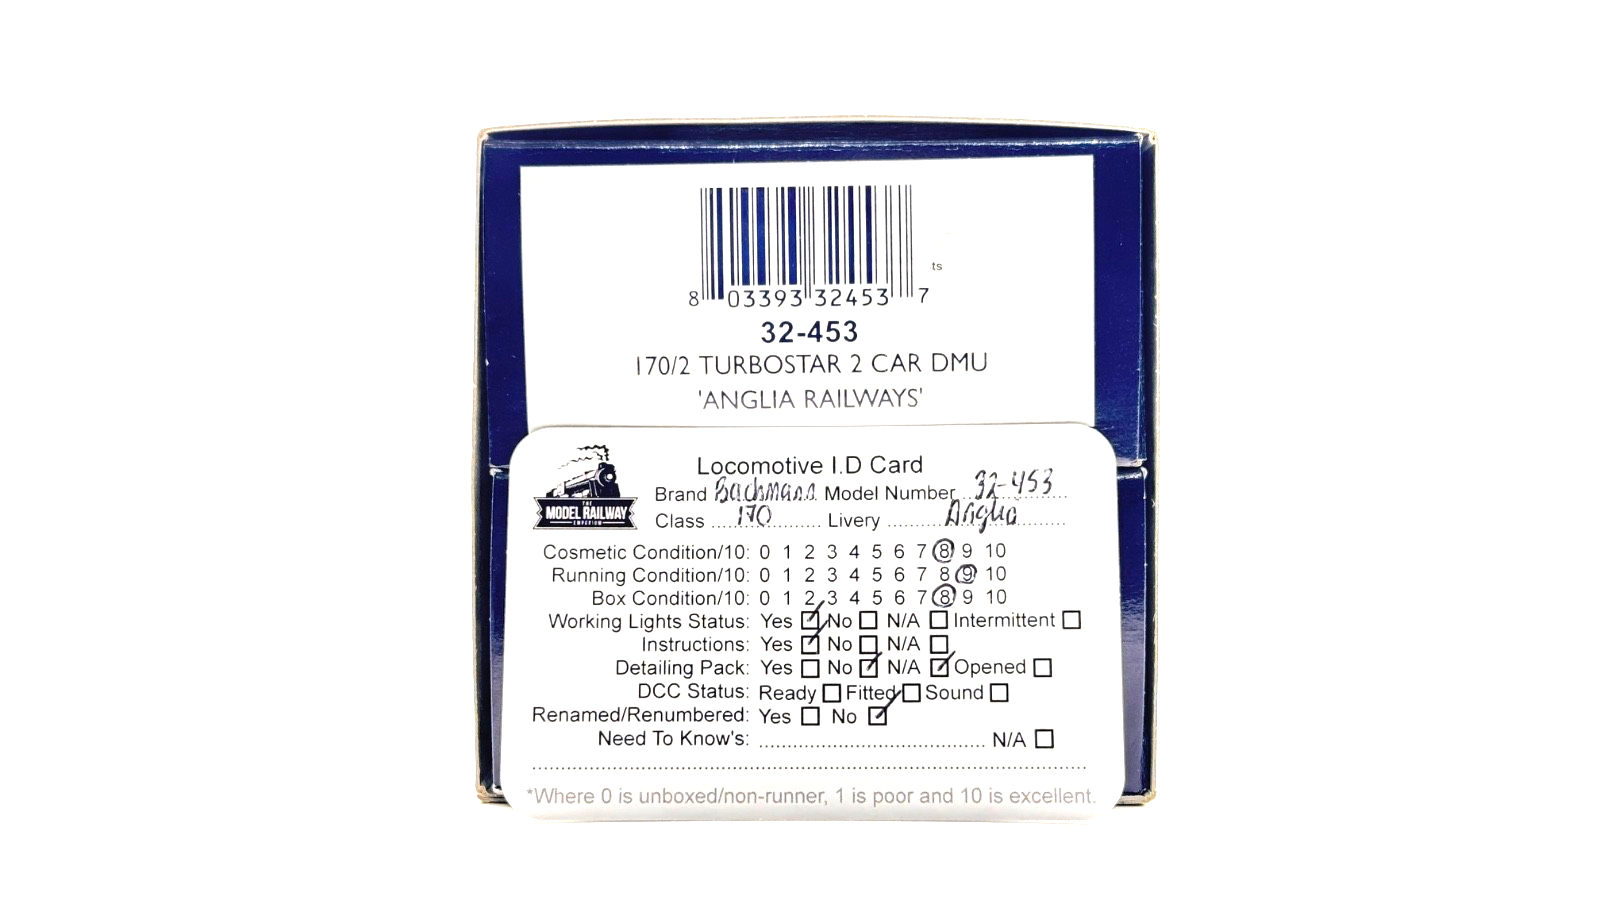 ts
8 03393 32453 7
32-453
170/2 TURBOSTAR 2 CAR DMU
'ANGLIA RAILWAYS'
Locomotive I.D Card
THE
MODEL RAILWAY
EMPORIUM
Brand Bachmann Model Number 32-453
Class 170 Livery Anglia
Cosmetic Condition/10: 0 1 2 3 4 5 6 7 8 9 10
Running Condition/10: 0 1 2 3 4 5 6 7 8 9 10
Box Condition/10: 0 1 2 3 4 5 6 7 8 9 10
Working Lights Status: Yes No N/A Intermittent
Instructions: Yes No N/A
Detailing Pack: Yes No N/A Opened
DCC Status: Ready Fitted Sound
Renamed/Renumbered: Yes No
Need To Know's: N/A
*Where 0 is unboxed/non-runner, 1 is poor and 10 is excellent.